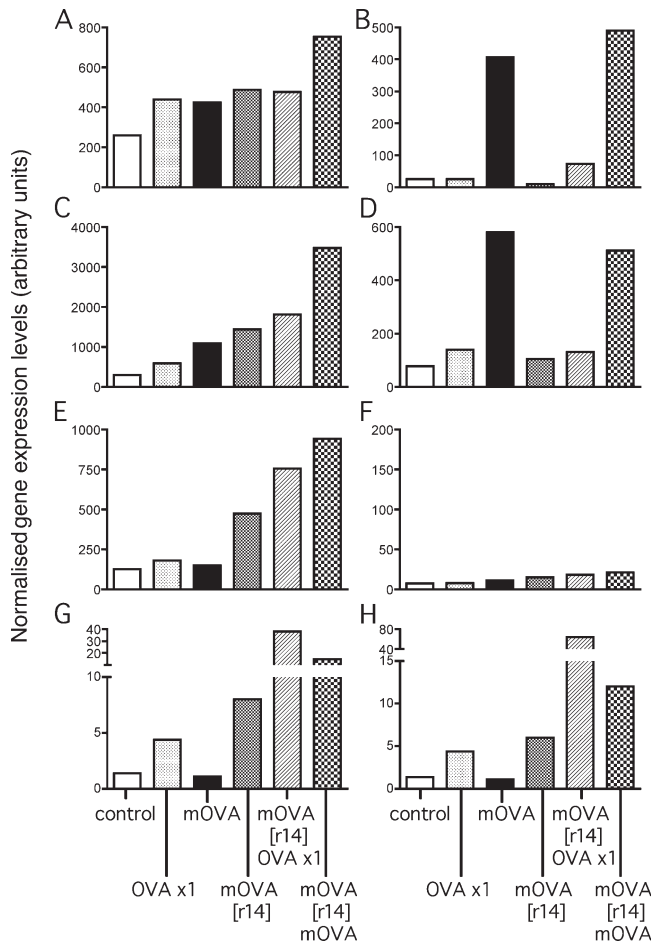 Normalised gene expression levels (arbitrary units)
A
800
600
400
200
0
B
500
400
300
200
100
0
C
4000
3000
2000
1000
0
D
600
400
200
0
E
1000
750
500
250
0
F
200
150
100
50
0
G
40
30
20
10
5
0
H
80
40
15
10
5
0
control
mOVA
mOVA
[r14]
OVA x1
OVA x1
mOVA
[r14]
mOVA
[r14]
mOVA
control
mOVA
mOVA
[r14]
OVA x1
OVA x1
mOVA
[r14]
mOVA
[r14]
mOVA